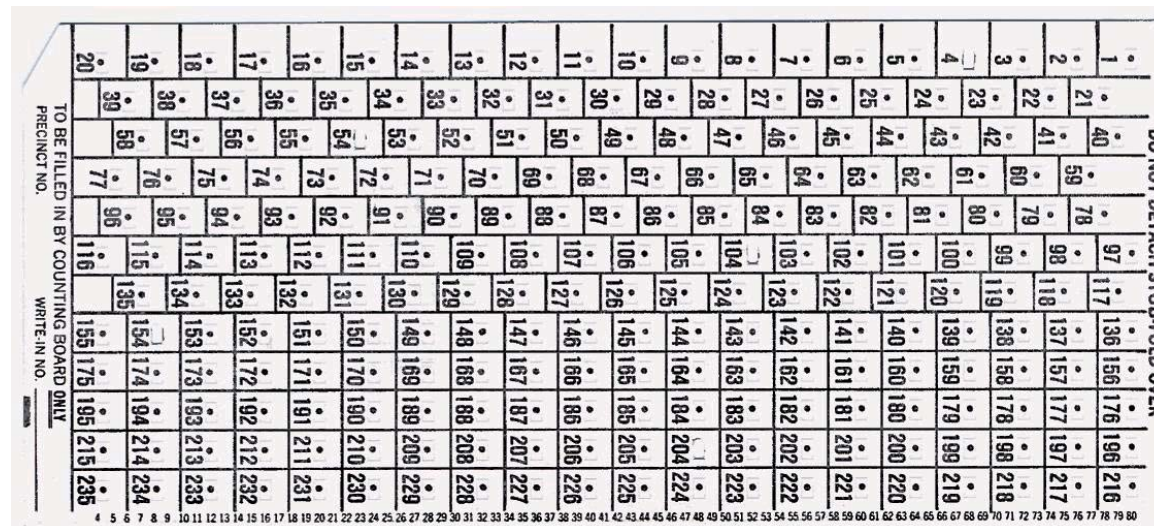 20 19 18 17 16 15 14 13 12 11 10 9 8 7 6 5 4 3 2 1
39 38 37 36 35 34 33 32 31 30 29 28 27 26 25 24 23 22 21
58 57 56 55 54 53 52 51 50 49 48 47 46 45 44 43 42 41 40
77 76 75 74 73 72 71 70 69 68 67 66 65 64 63 62 61 60 59
96 95 94 93 92 91 90 89 88 87 86 85 84 83 82 81 80 79 78
116 115 114 113 112 111 110 109 108 107 106 105 104 103 102 101 100 99 98 97
135 134 133 132 131 130 129 128 127 126 125 124 123 122 121 120 119 118 117
155 154 153 152 151 150 149 148 147 146 145 144 143 142 141 140 139 138 137 136
175 174 173 172 171 170 169 168 167 166 165 164 163 162 161 160 159 158 157 156
195 194 193 192 191 190 189 188 187 186 185 184 183 182 181 180 179 178 177 176
215 214 213 212 211 210 209 208 207 206 205 204 203 202 201 200 199 198 197 196
235 234 233 232 231 230 229 228 227 226 225 224 223 222 221 220 219 218 217 216
4 5 6 7 8 9 10 11 12 13 14 15 16 17 18 19 20 21 22 23 24 25 26 27 28 29 30 31 32 33 34 35 36 37 38 39 40 41 42 43 44 45 46 47 48 49 50 51 52 53 54 55 56 57 58 59 60 61 62 63 64 65 66 67 68 69 70 71 72 73 74 75 76 77 78 79 80
TO BE FILLED IN BY COUNTING BOARD ONLY
PRECINCT NO. WRITE-IN NO.